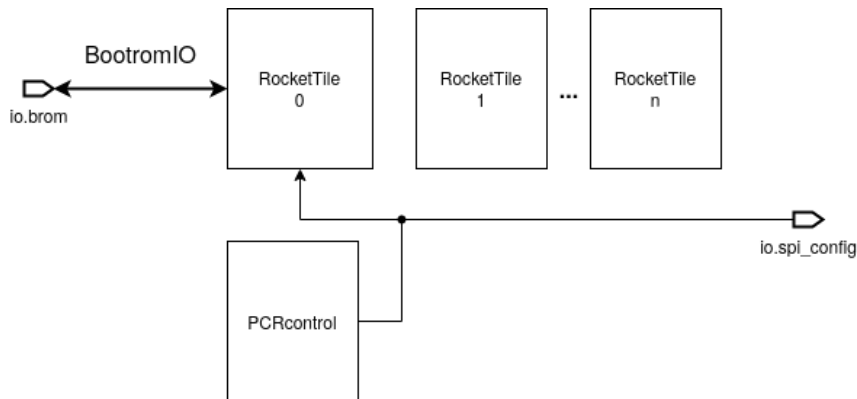 BootromIO
io.brom
RocketTile
0
RocketTile
1
...
RocketTile
n
io.spi_config
PCRcontrol